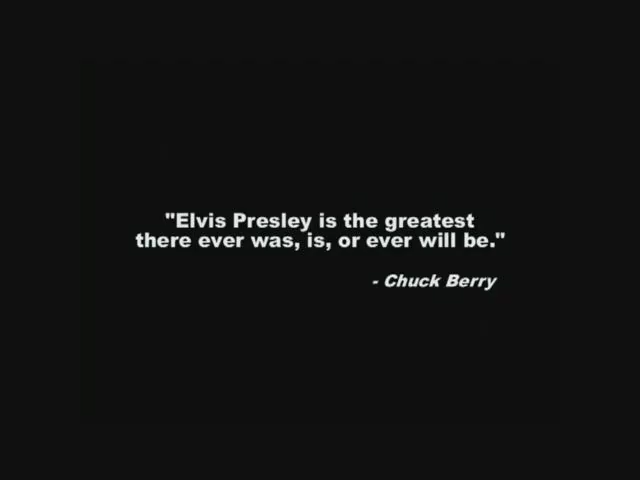 "Elvis Presley is the greatest
there ever was, is, or ever will be."
- Chuck Berry